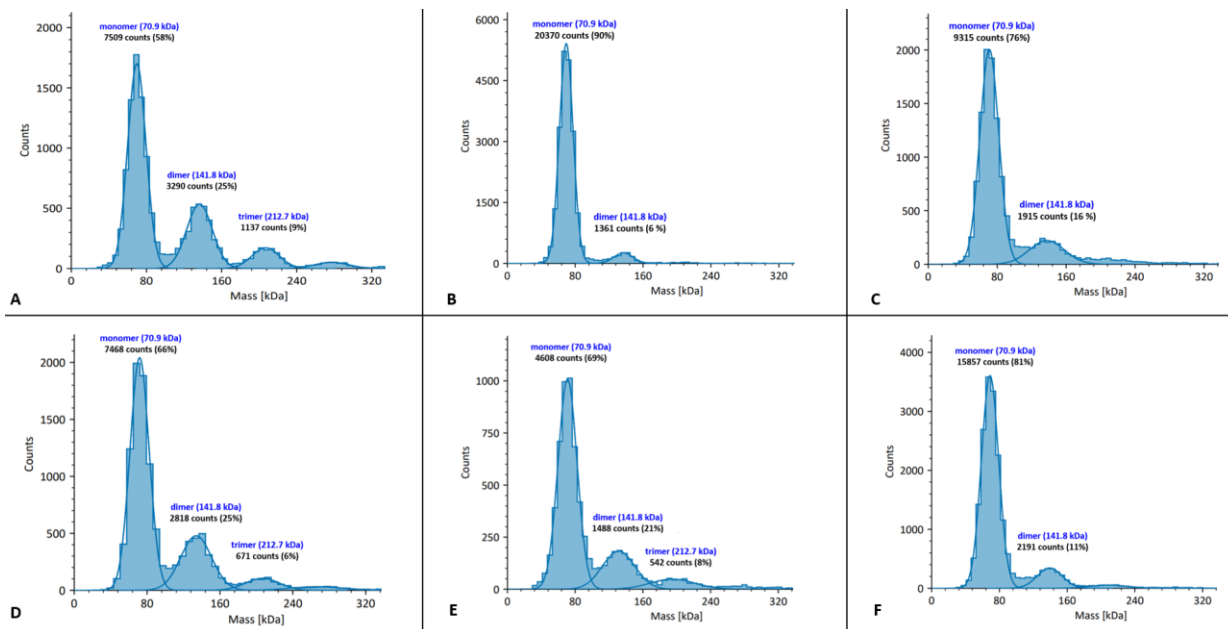 monomer (70.9 kDa)
7509 counts (58%)
dimer (141.8 kDa)
3290 counts (25%)
trimer (212.7 kDa)
1137 counts (9%)
2000
1500
1000
500
0
Counts
0 80 160 240 320
Mass [kDa]
A
monomer (70.9 kDa)
20370 counts (90%)
dimer (141.8 kDa)
1361 counts (6 %)
6000
4500
3000
1500
0
Counts
0 80 160 240 320
Mass [kDa]
B
monomer (70.9 kDa)
9315 counts (76%)
dimer (141.8 kDa)
1915 counts (16 %)
2000
1500
1000
500
0
Counts
0 80 160 240 320
Mass [kDa]
C
monomer (70.9 kDa)
7468 counts (66%)
dimer (141.8 kDa)
2818 counts (25%)
trimer (212.7 kDa)
671 counts (6%)
2000
1500
1000
500
0
Counts
0 80 160 240 320
Mass [kDa]
D
monomer (70.9 kDa)
4608 counts (69%)
dimer (141.8 kDa)
1488 counts (21%)
trimer (212.7 kDa)
542 counts (8%)
1000
750
500
250
0
Counts
0 80 160 240 320
Mass [kDa]
E
monomer (70.9 kDa)
15857 counts (81%)
dimer (141.8 kDa)
2191 counts (11%)
4000
3000
2000
1000
0
Counts
0 80 160 240 320
Mass [kDa]
F